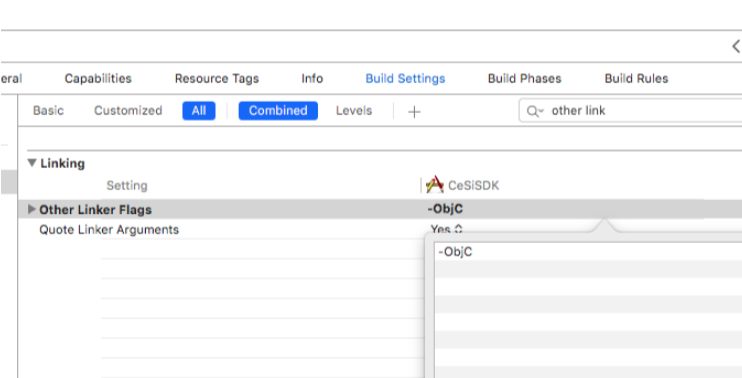 Capabilities Resource Tags Info Build Settings Build Phases Build Rules
Basic Customized All Combined Levels + other link
Linking
Setting CeSiSDK
Other Linker Flags -ObjC
Quote Linker Arguments Yes
-ObjC